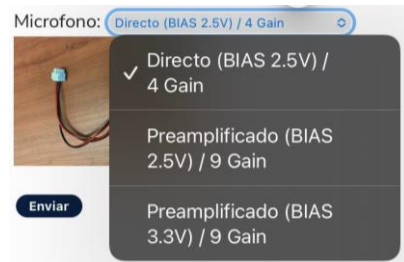 Microfono: Directo (BIAS 2.5V) / 4 Gain
Directo (BIAS 2.5V) /
4 Gain
Preamplificado (BIAS
2.5V) / 9 Gain
Preamplificado (BIAS
3.3V) / 9 Gain
Enviar